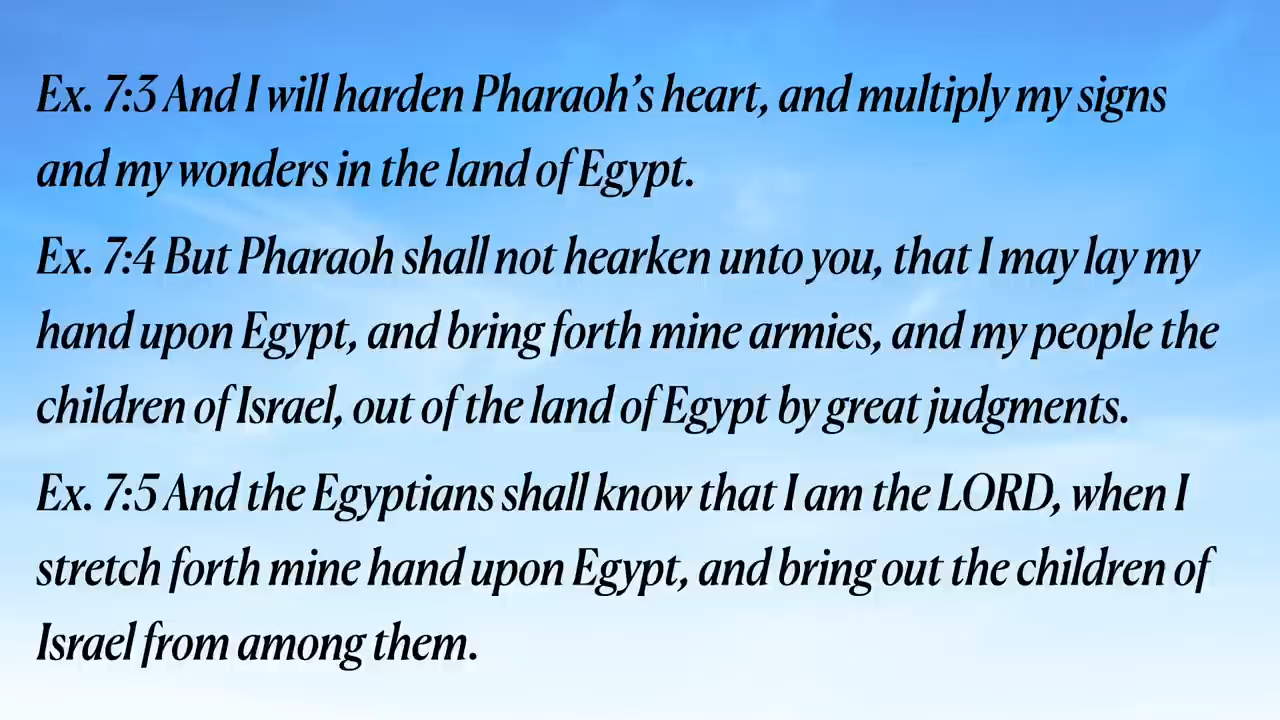 Ex. 7:3 And I will harden Pharaoh’s heart, and multiply my signs
and my wonders in the land of Egypt.
Ex. 7:4 But Pharaoh shall not hearken unto you, that I may lay my
hand upon Egypt, and bring forth mine armies, and my people the
children of Israel, out of the land of Egypt by great judgments.
Ex. 7:5 And the Egyptians shall know that I am the LORD, when I
stretch forth mine hand upon Egypt, and bring out the children of
Israel from among them.